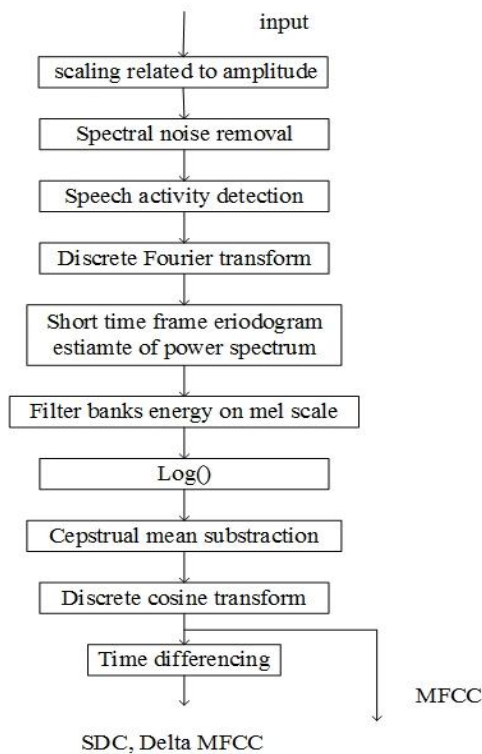 input
scaling related to amplitude
Spectral noise removal
Speech activity detection
Discrete Fourier transform
Short time frame eriodogram
estiamte of power spectrum
Filter banks energy on mel scale
Log()
Cepstrual mean substraction
Discrete cosine transform
Time differencing
MFCC
SDC, Delta MFCC